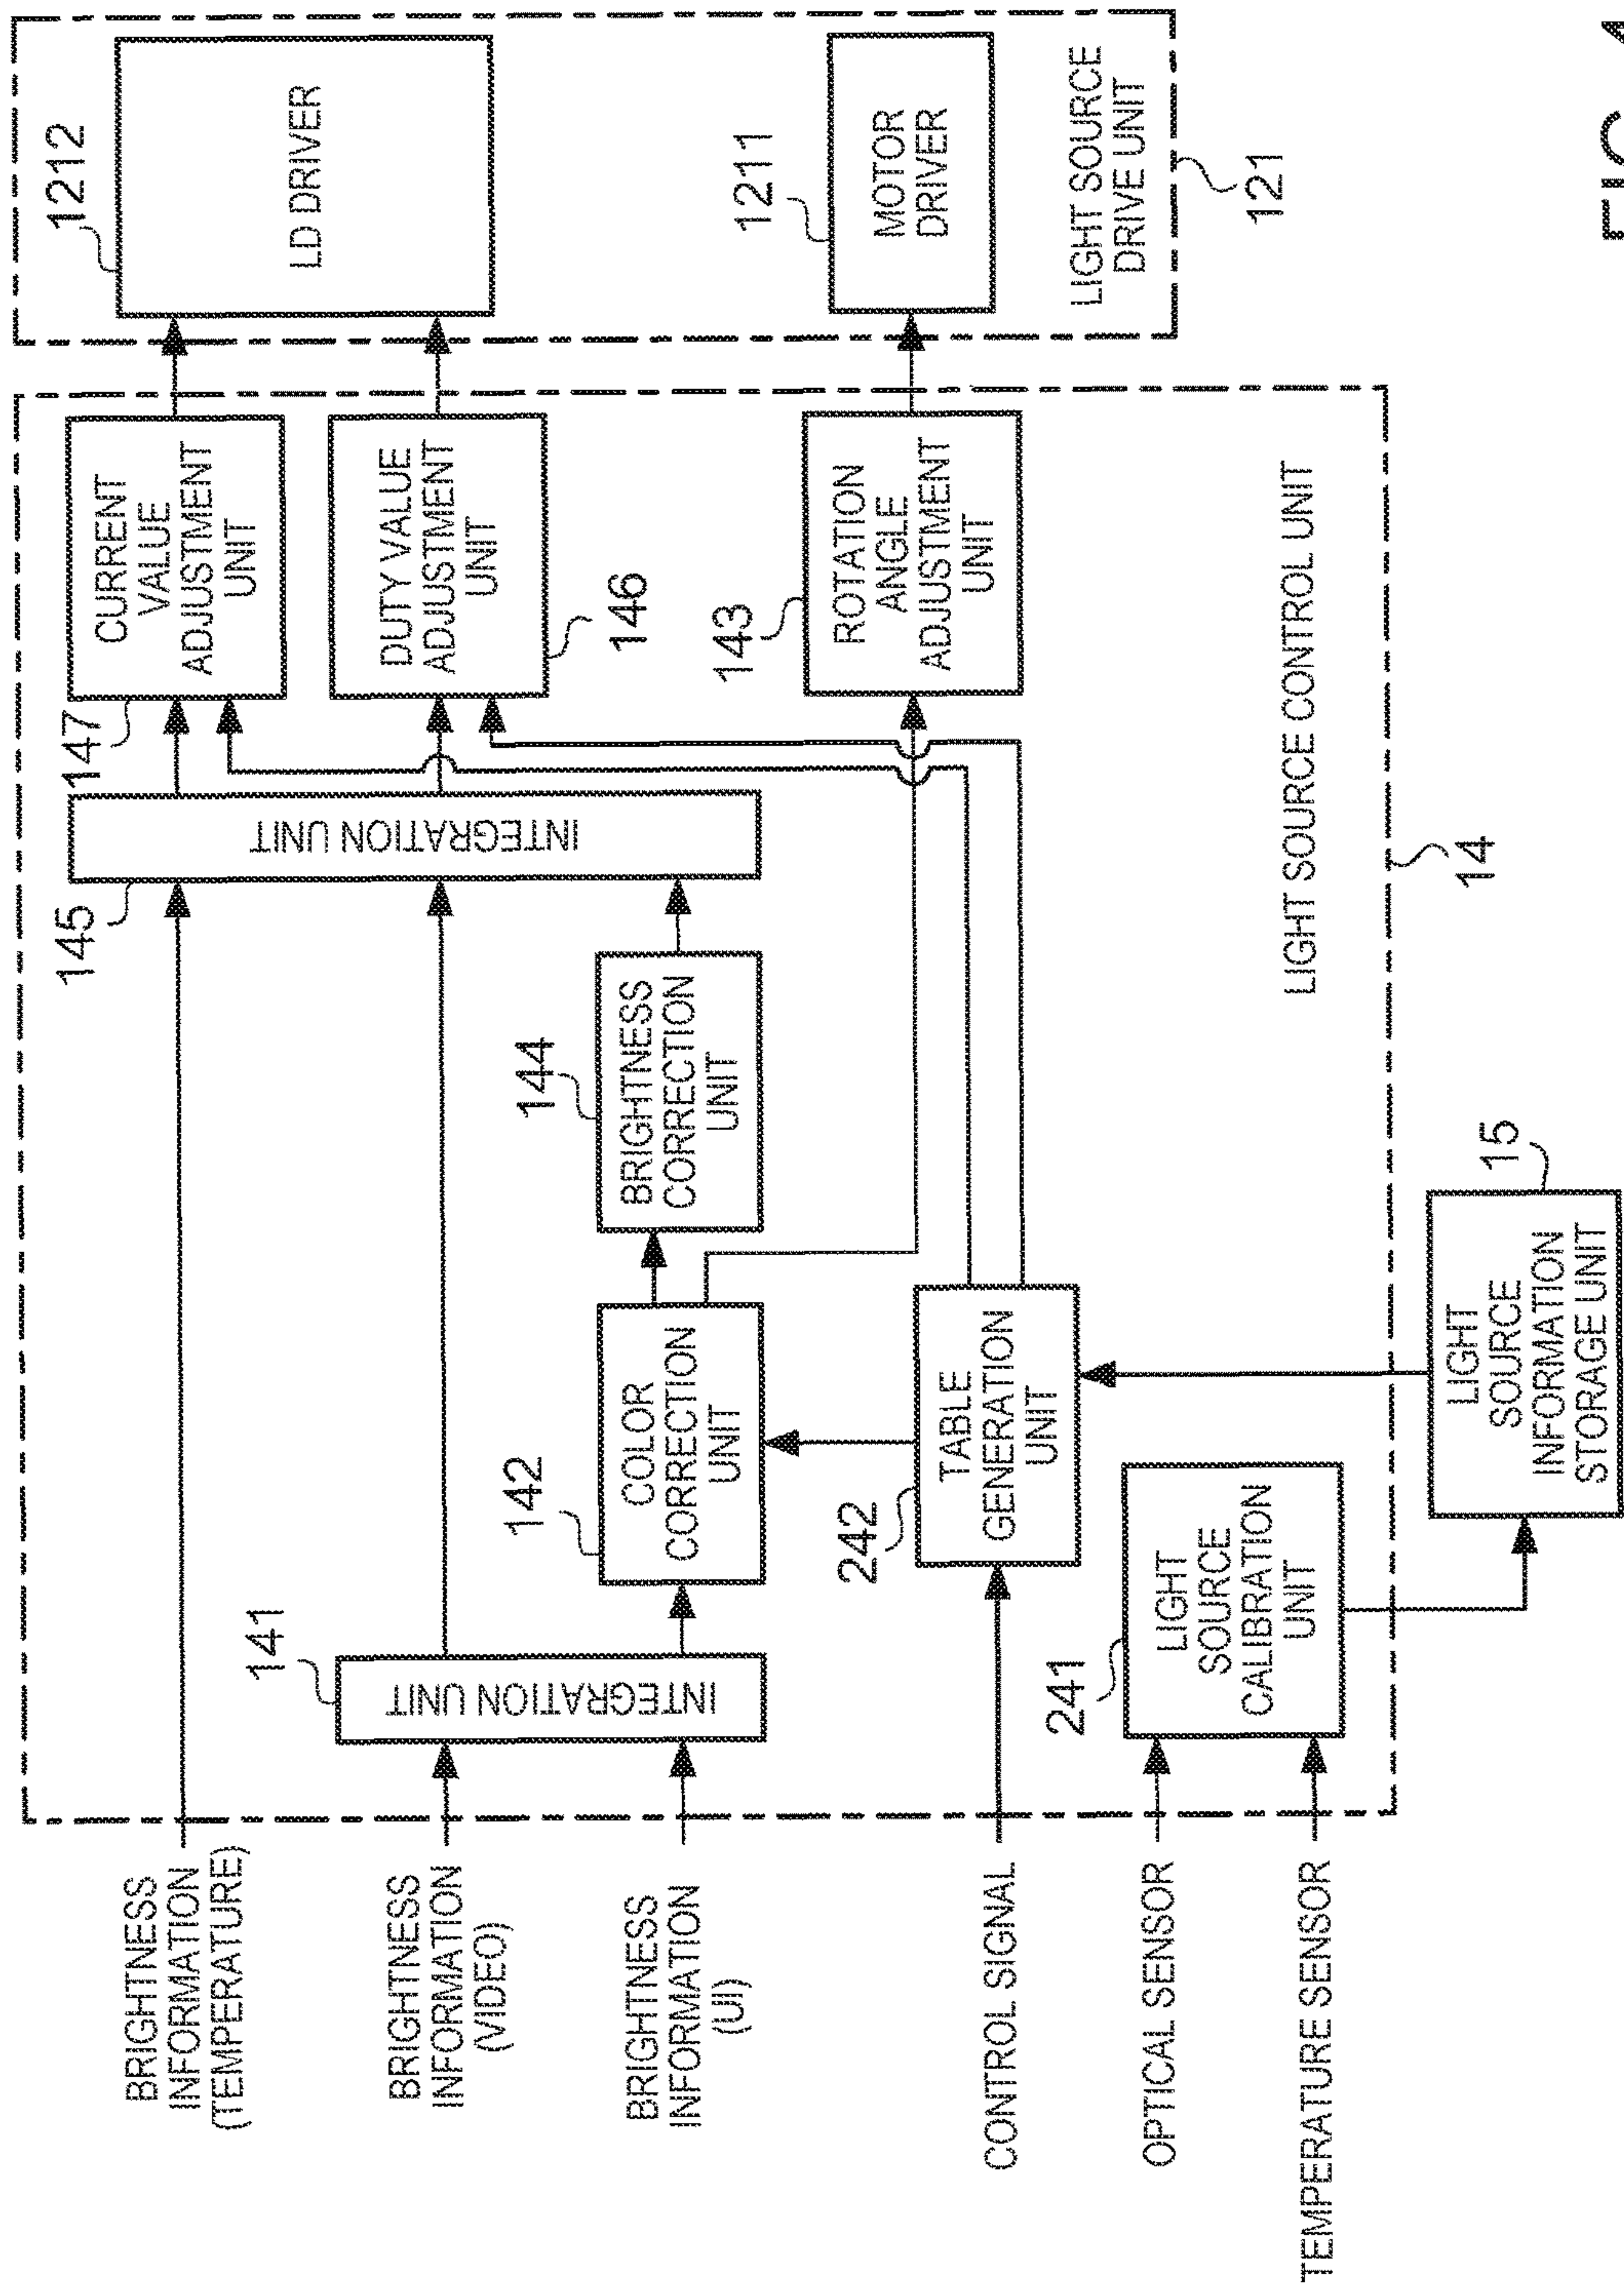 BRIGHTNESS
INFORMATION
(TEMPERATURE)
BRIGHTNESS
INFORMATION
(VIDEO)
BRIGHTNESS
INFORMATION
(UI)
CONTROL SIGNAL
OPTICAL SENSOR
TEMPERATURE SENSOR
141
INTEGRATION UNIT
142
COLOR
CORRECTION
UNIT
242
TABLE
GENERATION
UNIT
241
LIGHT
SOURCE
CALIBRATION
UNIT
15
LIGHT
SOURCE
INFORMATION
STORAGE UNIT
144
BRIGHTNESS
CORRECTION
UNIT
145
INTEGRATION UNIT
147
CURRENT
VALUE
ADJUSTMENT
UNIT
DUTY VALUE
ADJUSTMENT
UNIT
146
143
ROTATION
ANGLE
ADJUSTMENT
UNIT
LIGHT SOURCE CONTROL UNIT
14
1212
LD DRIVER
1211
MOTOR
DRIVER
LIGHT SOURCE
DRIVE UNIT
121